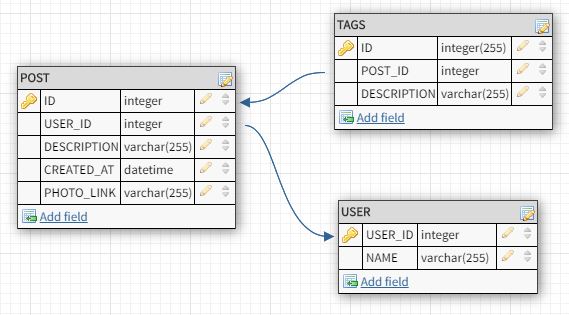 POST
ID integer
USER_ID integer
DESCRIPTION varchar(255)
CREATED_AT datetime
PHOTO_LINK varchar(255)
Add field
TAGS
ID integer(255)
POST_ID integer
DESCRIPTION varchar(255)
Add field
USER
USER_ID integer
NAME varchar(255)
Add field